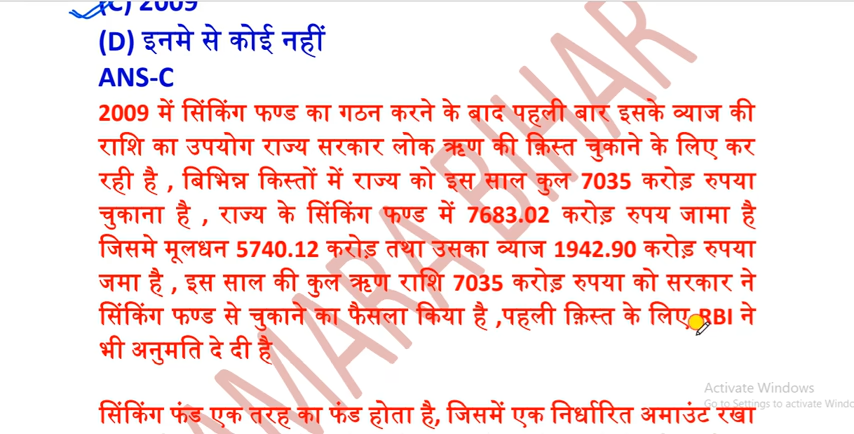 (C) 2009
(D) इनमे से कोई नहीं
ANS-C
2009 में सिंकिंग फण्ड का गठन करने के बाद पहली बार इसके व्याज की
राशि का उपयोग राज्य सरकार लोक ऋण की क़िस्त चुकाने के लिए कर
रही है , बिभिन्न किस्तों में राज्य को इस साल कुल 7035 करोड़ रुपया
चुकाना है , राज्य के सिंकिंग फण्ड में 7683.02 करोड़ रुपय जामा है
जिसमे मूलधन 5740.12 करोड़ तथा उसका व्याज 1942.90 करोड़ रुपया
जमा है , इस साल की कुल ऋण राशि 7035 करोड़ रुपया को सरकार ने
सिंकिंग फण्ड से चुकाने का फैसला किया है ,पहली क़िस्त के लिए, RBI ने
भी अनुमति दे दी है
सिंकिंग फंड एक तरह का फंड होता है, जिसमें एक निर्धारित अमाउंट रखा
AMARA BIHAR
Activate Windows
Go to Settings to activate Windo